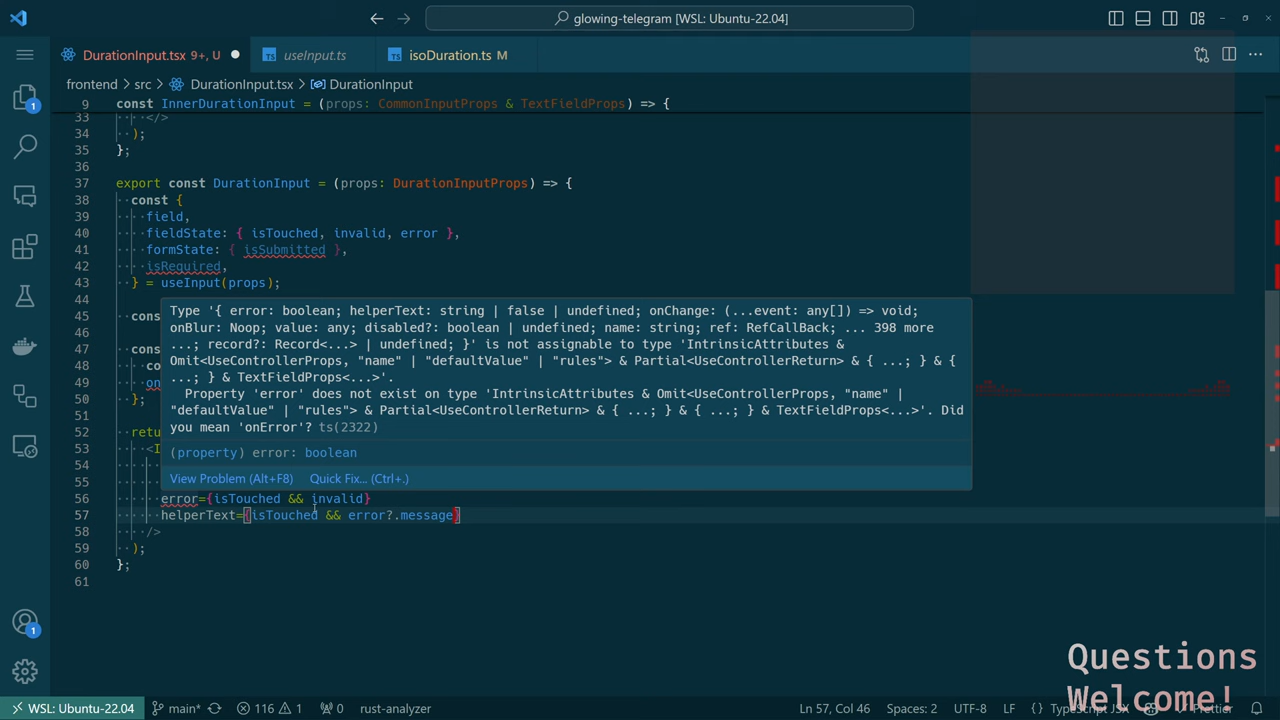 glowing-telegram [WSL: Ubuntu-22.04]
DurationInput.tsx 9+, U
useInput.ts
isoDuration.ts M
frontend > src > DurationInput.tsx > DurationInput
9 const InnerDurationInput = (props: CommonInputProps & TextFieldProps) => {
33 </>
34 );
35 };
36
37 export const DurationInput = (props: DurationInputProps) => {
38 const {
39 field,
40 fieldState: { isTouched, invalid, error },
41 formState: { isSubmitted },
42 isRequired,
43 } = useInput(props);
44
45 cons
46
47 cons
48 co
49 on
50 };
51
52 retu
53 <I
54
55
56 error={isTouched && invalid}
57 helperText={isTouched && error?.message}
58 />
59 );
60 };
61
Type '{ error: boolean; helperText: string | false | undefined; onChange: (...event: any[]) => void;
onBlur: Noop; value: any; disabled?: boolean | undefined; name: string; ref: RefCallBack; ... 398 more
...; record?: Record<...> | undefined; }' is not assignable to type 'IntrinsicAttributes &
Omit<UseControllerProps, "name" | "defaultValue" | "rules"> & Partial<UseControllerReturn> & { ...; } & {
...; } & TextFieldProps<...>'.
Property 'error' does not exist on type 'IntrinsicAttributes & Omit<UseControllerProps, "name" |
"defaultValue" | "rules"> & Partial<UseControllerReturn> & { ...; } & { ...; } & TextFieldProps<...>'. Did
you mean 'onError'? ts(2322)
(property) error: boolean
View Problem (Alt+F8) Quick Fix... (Ctrl+.)
1
1
Questions
Welcome!
WSL: Ubuntu-22.04 main* 116 1 0 rust-analyzer Ln 57, Col 46 Spaces: 2 UTF-8 LF {} TypeScript JSX Prettier